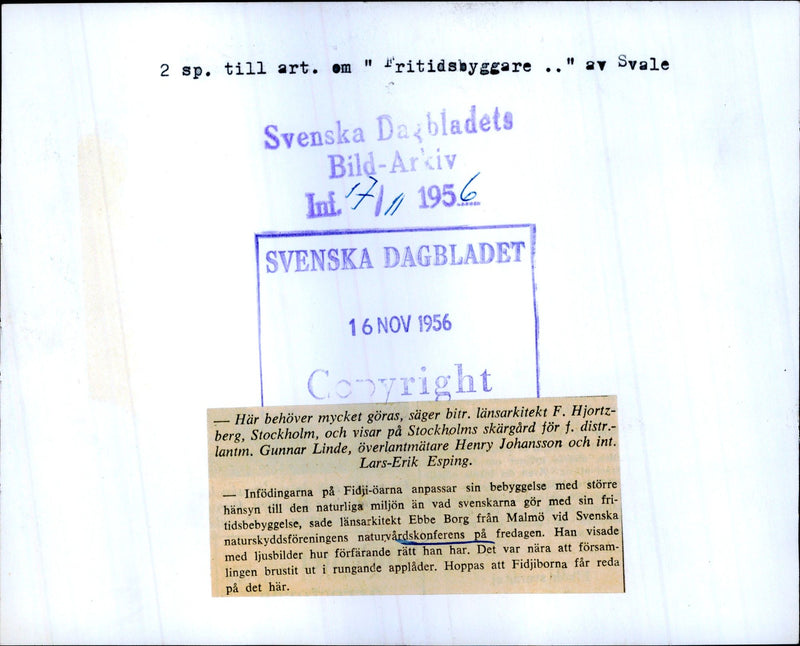 2 sp. till art. om " Fritidsbyggare .." av Svale
Svenska Dagbladets
Bild-Arkiv
Inf. 17/11 1956
SVENSKA DAGBLADET
16 NOV 1956
Copyright
— Här behöver mycket göras, säger bitr. länsarkitekt F. Hjortz-
berg, Stockholm, och visar på Stockholms skärgård för f. distr.-
lantm. Gunnar Linde, överlantmätare Henry Johansson och int.
Lars-Erik Esping.
— Infödingarna på Fidji-öarna anpassar sin bebyggelse med större
hänsyn till den naturliga miljön än vad svenskarna gör med sin fri-
tidsbebyggelse, sade länsarkitekt Ebbe Borg från Malmö vid Svenska
naturskyddsföreningens naturvårdskonferens på fredagen. Han visade
med ljusbilder hur förfärande rätt han har. Det var nära att försam-
lingen brustit ut i rungande applåder. Hoppas att Fidjiborna får reda
på det här.